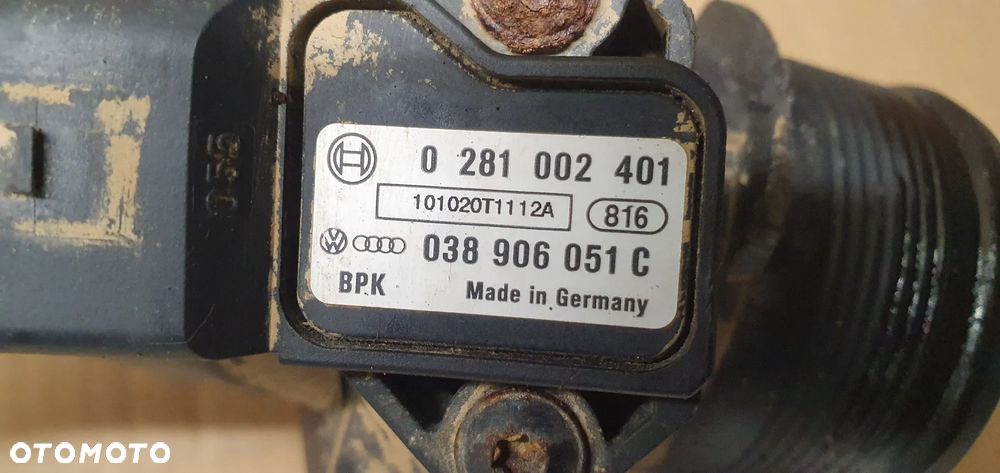 0 281 002 401
101020T1112A 816
038 906 051 C
BPK Made in Germany
OTOMOTO